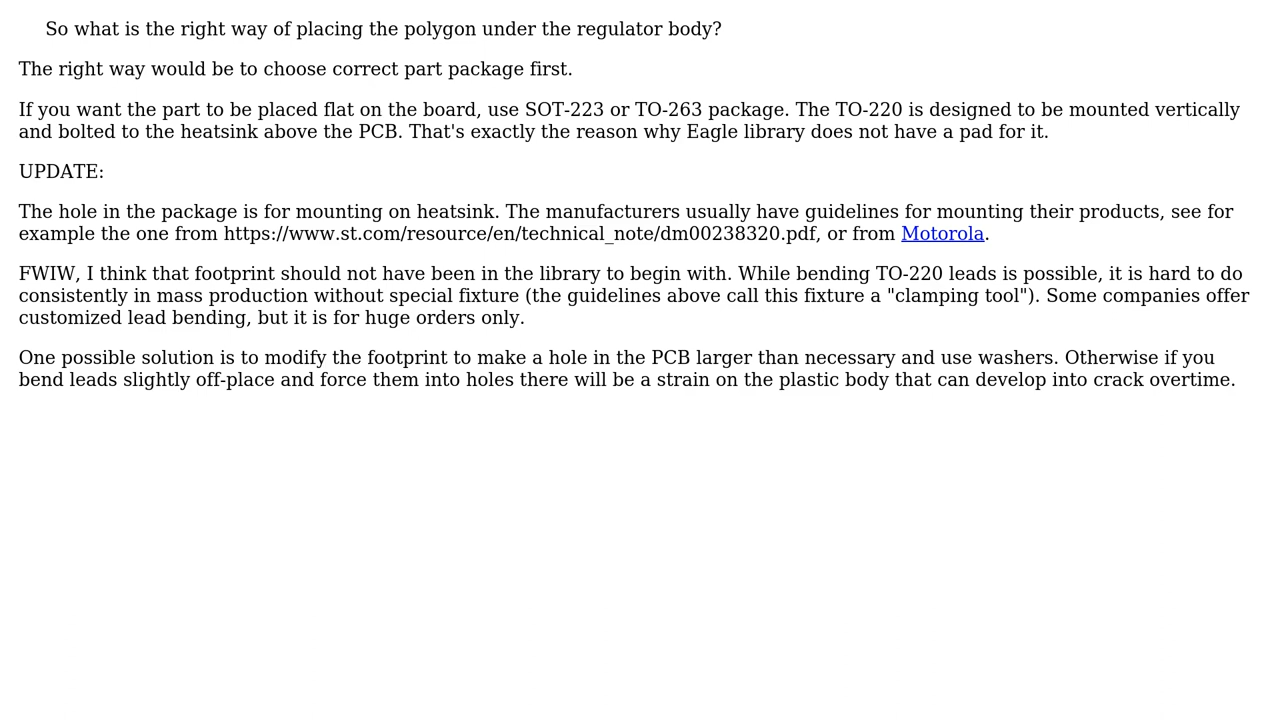 So what is the right way of placing the polygon under the regulator body?
The right way would be to choose correct part package first.
If you want the part to be placed flat on the board, use SOT-223 or TO-263 package. The TO-220 is designed to be mounted vertically
and bolted to the heatsink above the PCB. That's exactly the reason why Eagle library does not have a pad for it.
UPDATE:
The hole in the package is for mounting on heatsink. The manufacturers usually have guidelines for mounting their products, see for
example the one from https://www.st.com/resource/en/technical_note/dm00238320.pdf, or from Motorola.
FWIW, I think that footprint should not have been in the library to begin with. While bending TO-220 leads is possible, it is hard to do
consistently in mass production without special fixture (the guidelines above call this fixture a "clamping tool"). Some companies offer
customized lead bending, but it is for huge orders only.
One possible solution is to modify the footprint to make a hole in the PCB larger than necessary and use washers. Otherwise if you
bend leads slightly off-place and force them into holes there will be a strain on the plastic body that can develop into crack overtime.